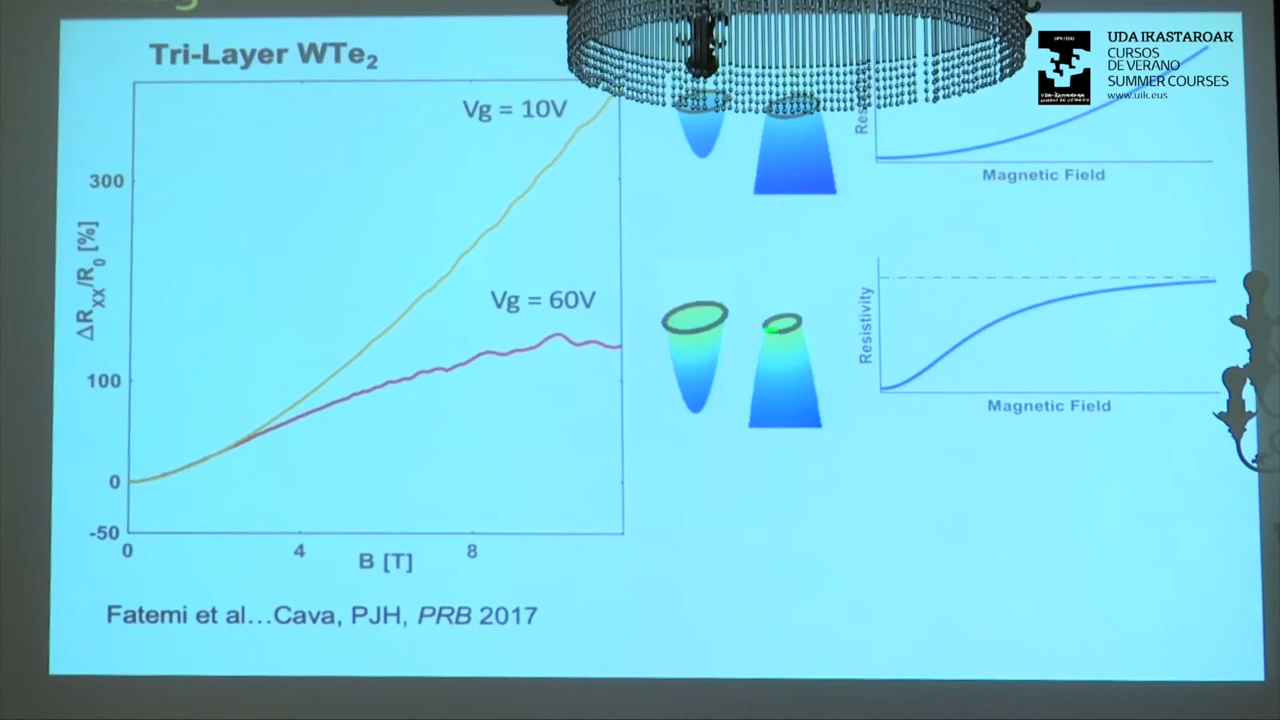 Tri-Layer WTe₂
Vg = 10V
300
ΔRxx/R₀ [%]
Vg = 60V
100
0
-50
0
4
8
B [T]
Fatemi et al...Cava, PJH, PRB 2017
Magnetic Field
Resistivity
Magnetic Field
UDA IKASTAROAK
CURSOS
DE VERANO
SUMMER COURSES
www.uik.eus